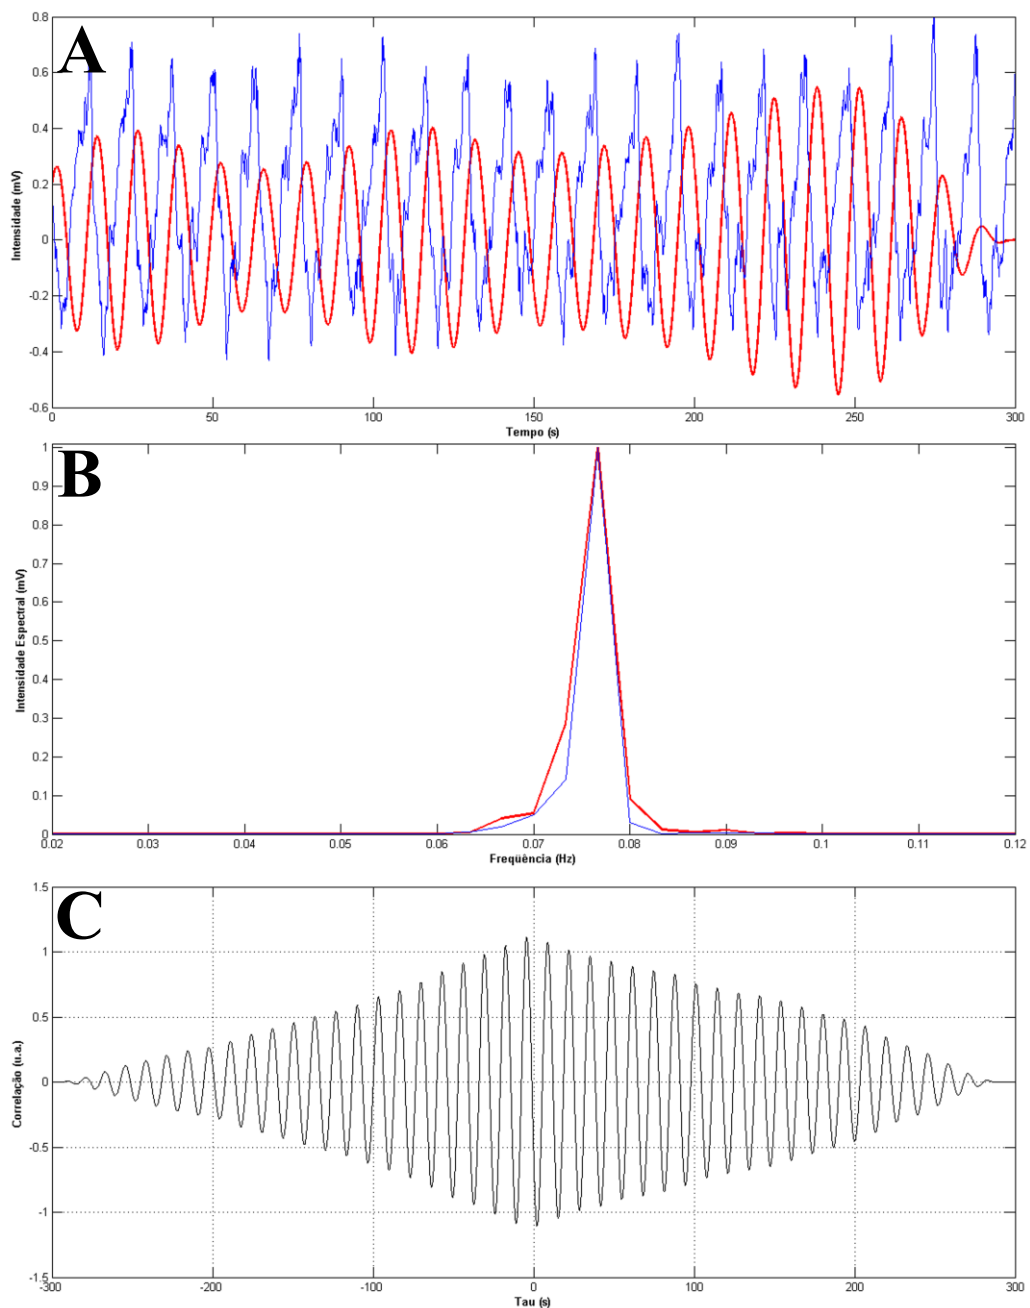 A
0.8
0.6
0.4
0.2
0
-0.2
-0.4
-0.6
Intensidade (mV)
0 50 100 150 200 250 300
Tempo (s)
B
1
0.9
0.8
0.7
0.6
0.5
0.4
0.3
0.2
0.1
0
Intensidade Espectral (mV)
0.02 0.03 0.04 0.05 0.06 0.07 0.08 0.09 0.1 0.11 0.12
Freqüência (Hz)
C
1.5
1
0.5
0
-0.5
-1
-1.5
Correlação (u.a.)
-300 -200 -100 0 100 200 300
Tau (s)